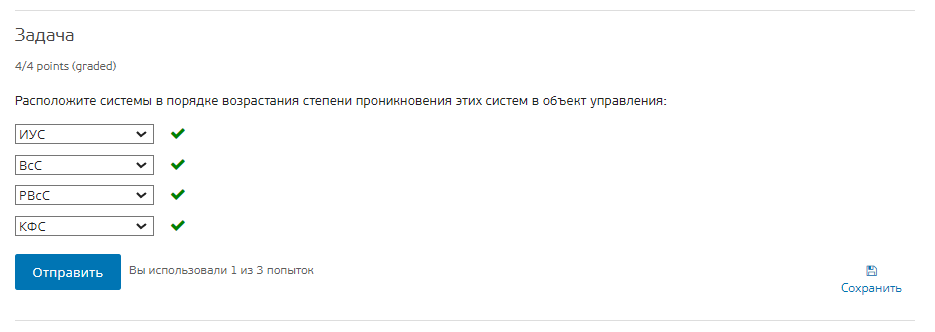 Задача
4/4 points (graded)
Расположите системы в порядке возрастания степени проникновения этих систем в объект управления:
ИУС
ВсС
РВсС
КФС
Отправить
Вы использовали 1 из 3 попыток
Сохранить